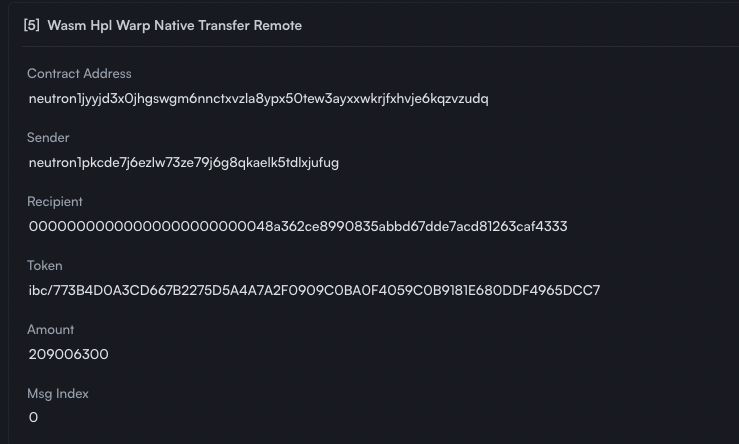 [5] Wasm Hpl Warp Native Transfer Remote
Contract Address
neutron1jyyjd3x0jhgswgm6nnctxvzla8ypx50tew3ayxxwkrjfxhvje6kqzvzudq
Sender
neutron1pkcde7j6ezlw73ze79j6g8qkaelk5tdlxjufug
Recipient
00000000000000000000000048a362ce8990835abbd67dde7acd81263caf4333
Token
ibc/773B4D0A3CD667B2275D5A4A7A2F0909C0BA0F4059C0B9181E680DDF4965DCC7
Amount
209006300
Msg Index
0